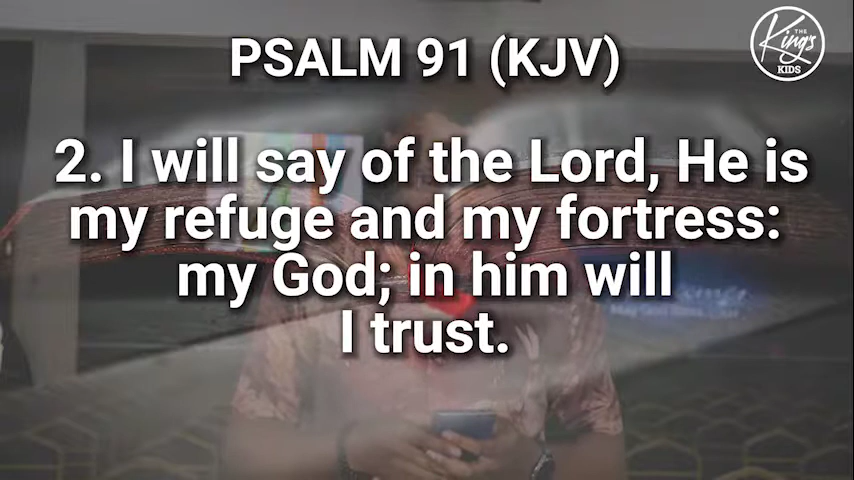 THE
King's
KIDS
PSALM 91 (KJV)
2. I will say of the Lord, He is
my refuge and my fortress:
my God; in him will
I trust.